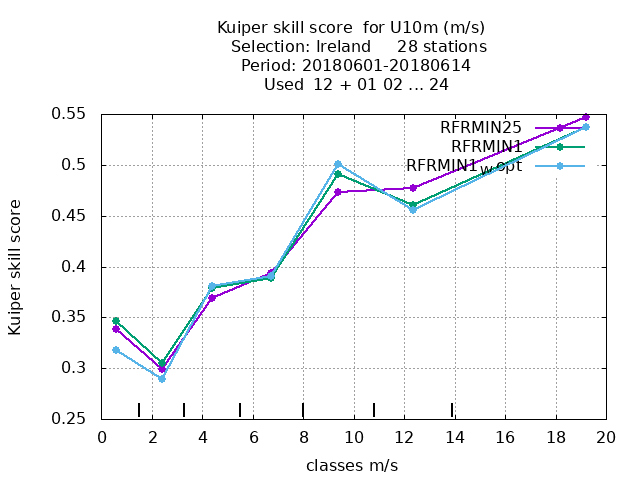 Kuiper skill score  for U10m (m/s)
Selection: Ireland     28 stations
Period: 20180601-20180614
Used  12 + 01 02 ... 24
RFRMIN25
RFRMIN1
RFRMIN1w-opt
Kuiper skill score
0.55
0.5
0.45
0.4
0.35
0.3
0.25
0 2 4 6 8 10 12 14 16 18 20
classes m/s